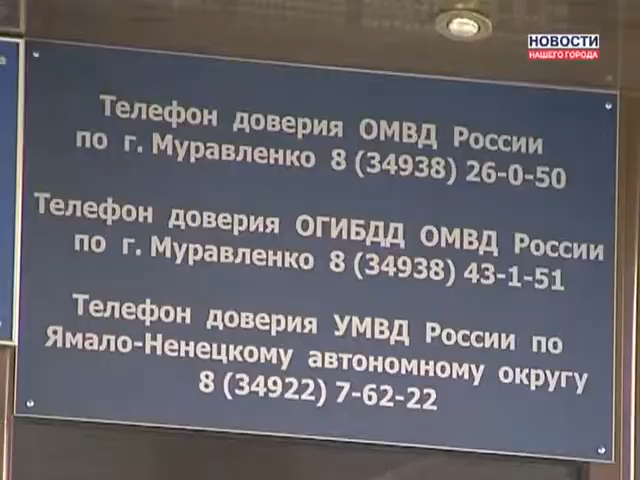 НОВОСТИ
НАШЕГО ГОРОДА
Телефон доверия ОМВД России
по г. Муравленко 8 (34938) 26-0-50
Телефон доверия ОГИБДД ОМВД России
по г. Муравленко 8 (34938) 43-1-51
Телефон доверия УМВД России по
Ямало-Ненецкому автономному округу
8 (34922) 7-62-22